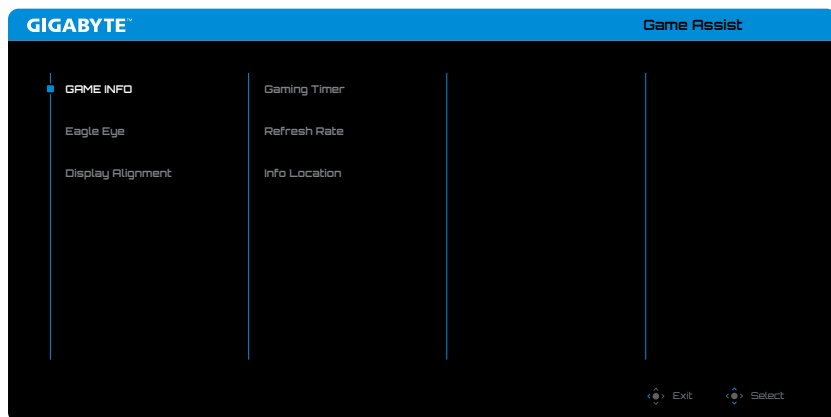 GIGABYTE™
Game Assist
GAME INFO
Gaming Timer
Eagle Eye
Refresh Rate
Display Alignment
Info Location
Exit
Select